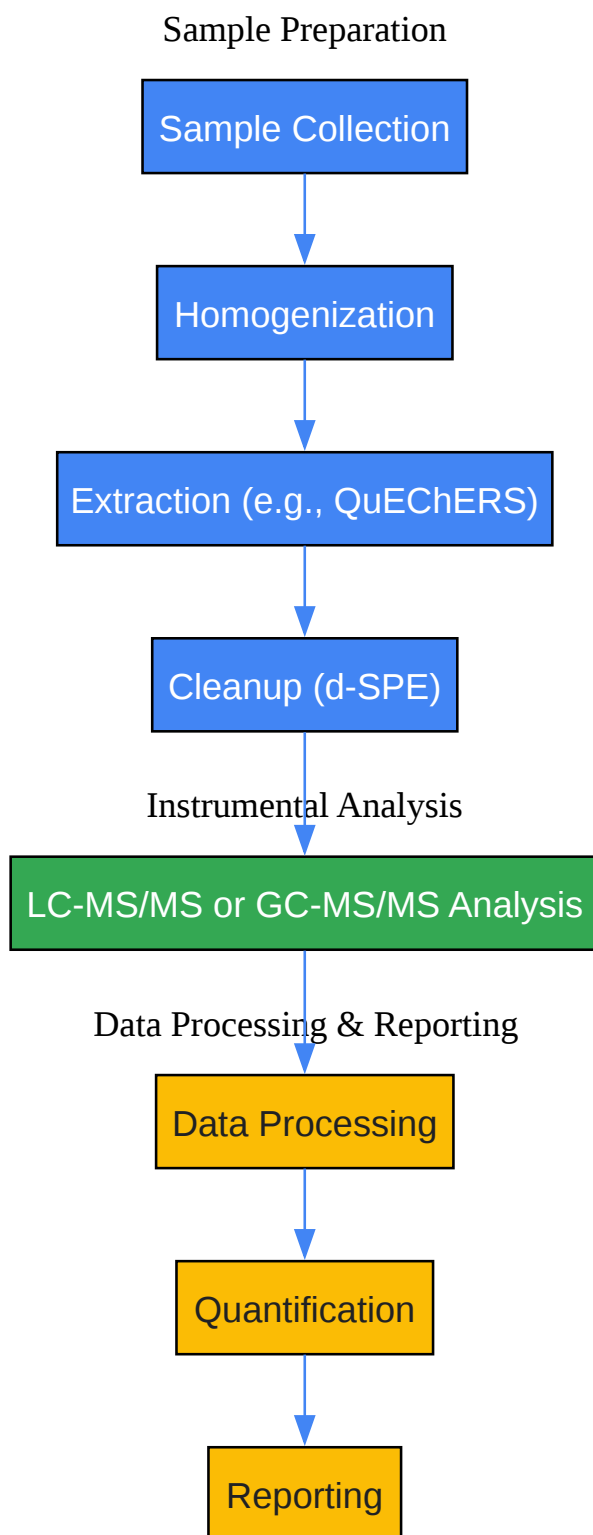 Sample Preparation
Sample Collection
Homogenization
Extraction (e.g., QuEChERS)
Cleanup (d-SPE)
Instrumental Analysis
LC-MS/MS or GC-MS/MS Analysis
Data Processing & Reporting
Data Processing
Quantification
Reporting